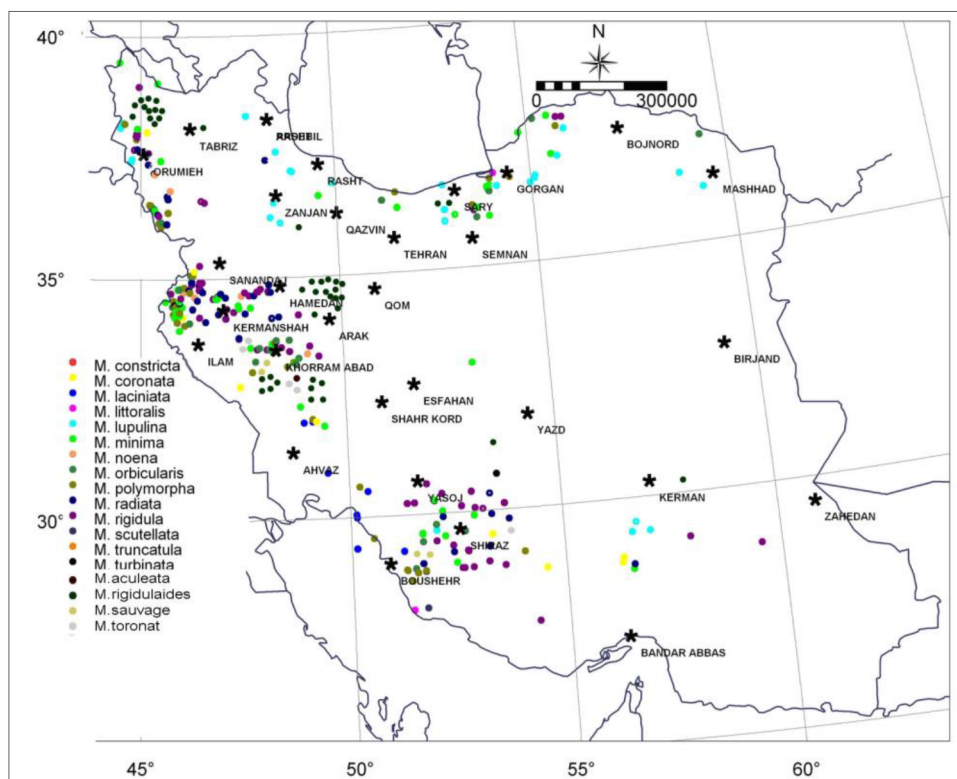 40°
N
0 300000
TABRIZ
ORUMIEH
RASHT
BOJNORD
MASHHAD
GORGAN
SARY
ZANJAN
QAZVIN
TEHRAN
SEMNAN
35°
SANANDAJ
HAMEDAN
QOM
KERMANSHAH
ARAK
ILAM
KHORRAM ABAD
BIRJAND
ESFAHAN
SHAHR KORD
YAZD
AHVAZ
YASOJ
KERMAN
ZAHEDAN
30°
SHIRAZ
BOUSHEHR
BANDAR ABBAS
M. constricta
M. coronata
M. laciniata
M. littoralis
M. lupulina
M. minima
M. noena
M. orbicularis
M. polymorpha
M. radiata
M. rigidula
M. scutellata
M. truncatula
M. turbinata
M.aculeata
M.rigidulaides
M.sauvage
M.toronat
45° 50° 55° 60°